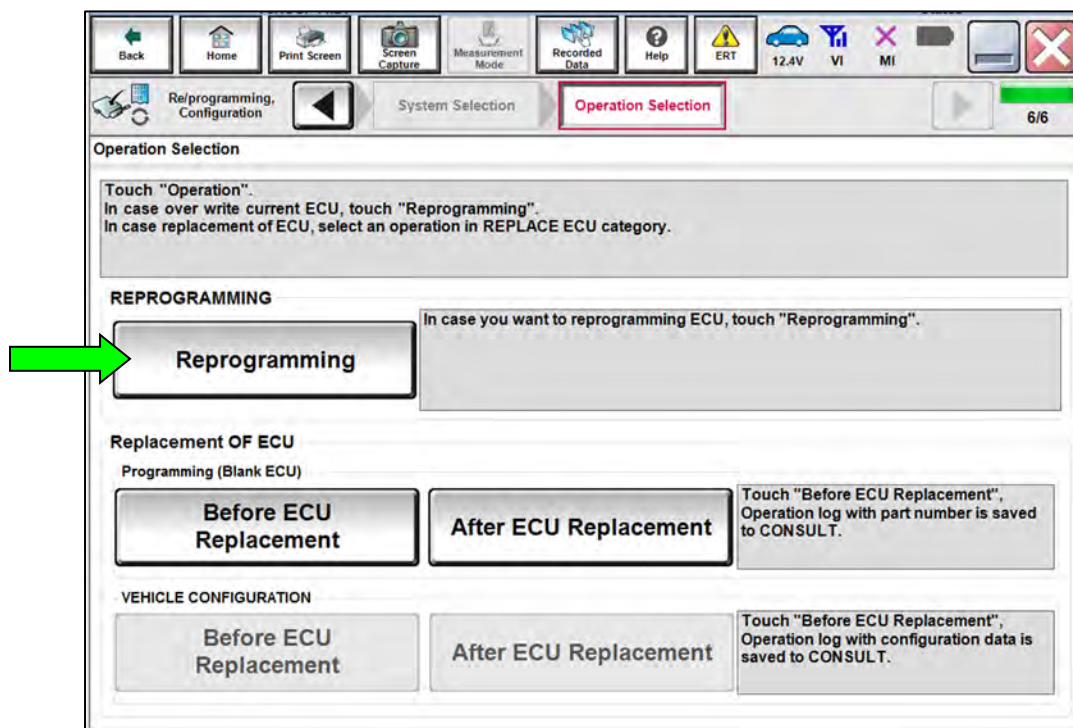 Back
Home
Print Screen
Screen
Capture
Measurement
Mode
Recorded
Data
Help
ERT
12.4V
VI
MI
Re/programming,
Configuration
System Selection
Operation Selection
6/6
Operation Selection
Touch "Operation".
In case over write current ECU, touch "Reprogramming".
In case replacement of ECU, select an operation in REPLACE ECU category.
REPROGRAMMING
Reprogramming
In case you want to reprogramming ECU, touch "Reprogramming".
Replacement OF ECU
Programming (Blank ECU)
Before ECU
Replacement
After ECU Replacement
Touch "Before ECU Replacement",
Operation log with part number is saved
to CONSULT.
VEHICLE CONFIGURATION
Before ECU
Replacement
After ECU Replacement
Touch "Before ECU Replacement",
Operation log with configuration data is
saved to CONSULT.